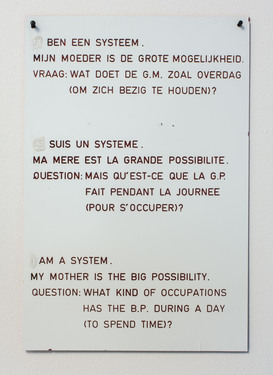 BEN EEN SYSTEEM.
MIJN MOEDER IS DE GROTE MOGELIJKHEID.
VRAAG: WAT DOET DE G.M. ZOAL OVERDAG
(OM ZICH BEZIG TE HOUDEN)?
SUIS UN SYSTEME.
MA MERE EST LA GRANDE POSSIBILITE.
QUESTION: MAIS QU'EST-CE QUE LA G.P.
FAIT PENDANT LA JOURNEE
(POUR S'OCCUPER)?
AM A SYSTEM.
MY MOTHER IS THE BIG POSSIBILITY.
QUESTION: WHAT KIND OF OCCUPATIONS
HAS THE B.P. DURING A DAY
(TO SPEND TIME)?